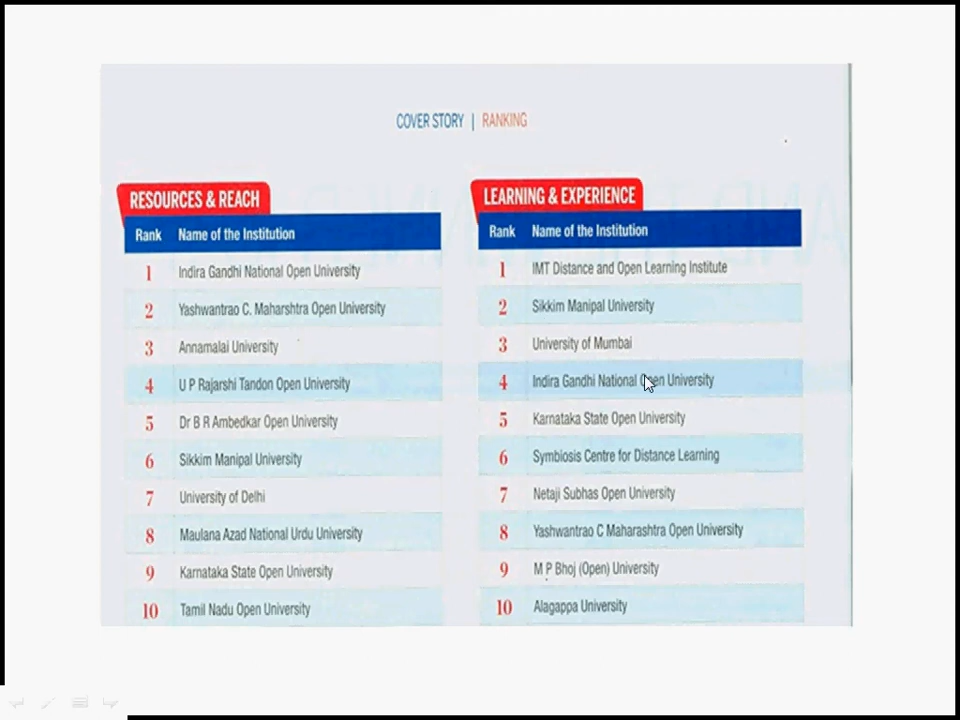 COVER STORY | RANKING
RESOURCES & REACH
Rank Name of the Institution
1 Indira Gandhi National Open University
2 Yashwantrao C. Maharshtra Open University
3 Annamalai University
4 U P Rajarshi Tandon Open University
5 Dr B R Ambedkar Open University
6 Sikkim Manipal University
7 University of Delhi
8 Maulana Azad National Urdu University
9 Karnataka State Open University
10 Tamil Nadu Open University
LEARNING & EXPERIENCE
Rank Name of the Institution
1 IMT Distance and Open Learning Institute
2 Sikkim Manipal University
3 University of Mumbai
4 Indira Gandhi National Open University
5 Karnataka State Open University
6 Symbiosis Centre for Distance Learning
7 Netaji Subhas Open University
8 Yashwantrao C Maharashtra Open University
9 M P Bhoj (Open) University
10 Alagappa University